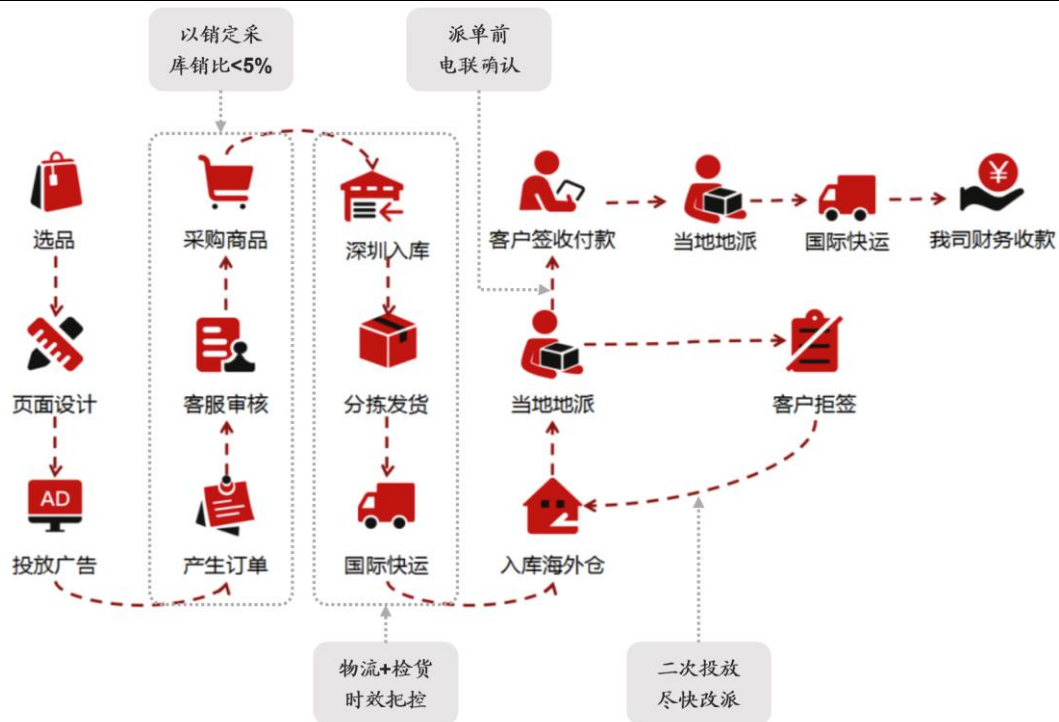 以销定采
库销比<5%
派单前
电联确认
选品
页面设计
AD
投放广告
采购商品
客服审核
产生订单
深圳入库
分拣发货
国际快运
客户签收付款
当地地派
国际快运
¥
我司财务收款
当地地派
客户拒签
入库海外仓
物流+检货
时效把控
二次投放
尽快改派